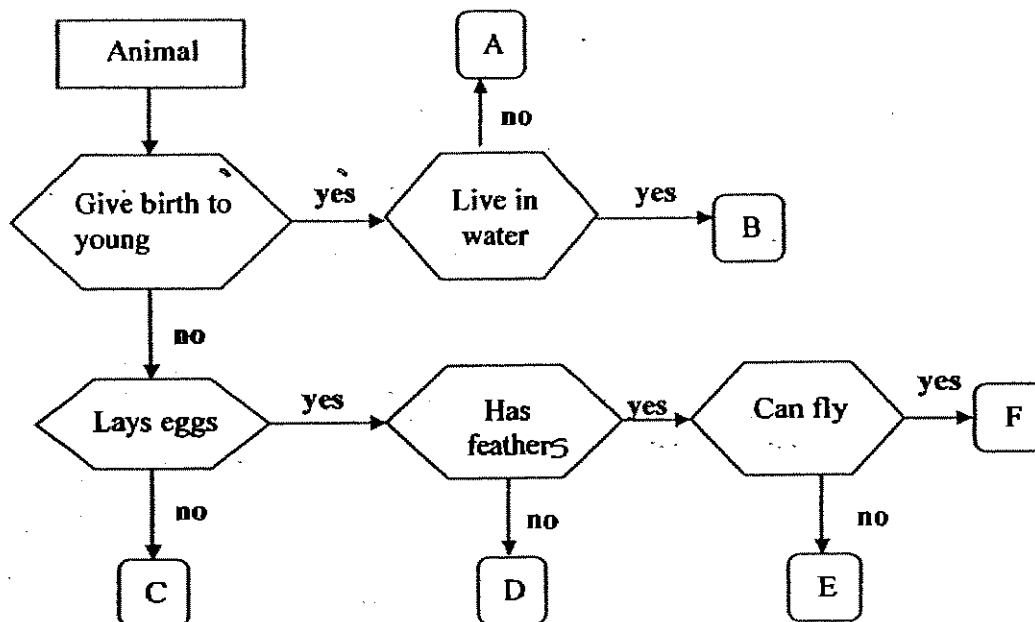 Animal
A
no
Give birth to
young
yes
Live in
water
yes
B
no
Lays eggs
yes
Has
feathers
yes
Can fly
yes
F
no
no
no
C
D
E